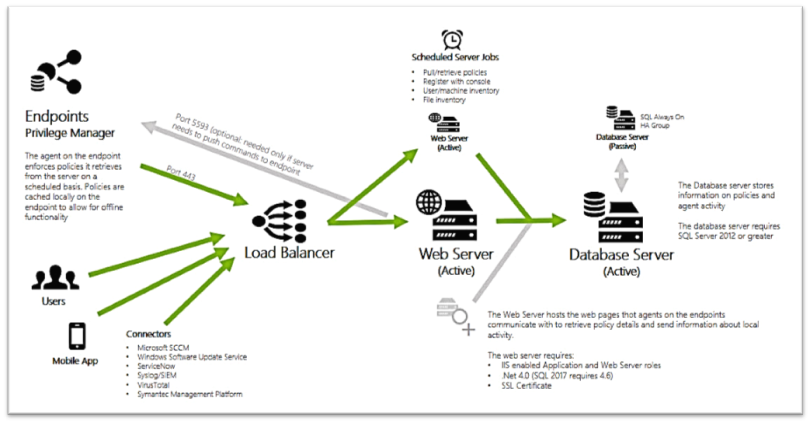 Scheduled Server Jobs
• Pull/retrieve policies
• Register with console
• User/machine inventory
• File inventory
Endpoints
Privilege Manager
The agent on the endpoint
enforces policies it retrieves
from the server on a
scheduled basis. Policies are
cached locally on the
endpoint to allow for offline
functionality
Port 5593 (optional: needed only if server
needs to push commands to endpoint
Port 443
Web Server
(Active)
SQL Always On
HA Group
Database Server
(Passive)
Load Balancer
Web Server
(Active)
Database Server
(Active)
The Database server stores
information on policies and
agent activity
The database server requires
SQL Server 2012 or greater
Users
Mobile App
Connectors
• Microsoft SCCM
• Windows Software Update Service
• ServiceNow
• Syslog/SIEM
• VirusTotal
• Symantec Management Platform
The Web Server hosts the web pages that agents on the endpoints
communicate with to retrieve policy details and send information about local
activity.
The web server requires:
• IIS enabled Application and Web Server roles
• .Net 4.0 (SQL 2017 requires 4.6)
• SSL Certificate